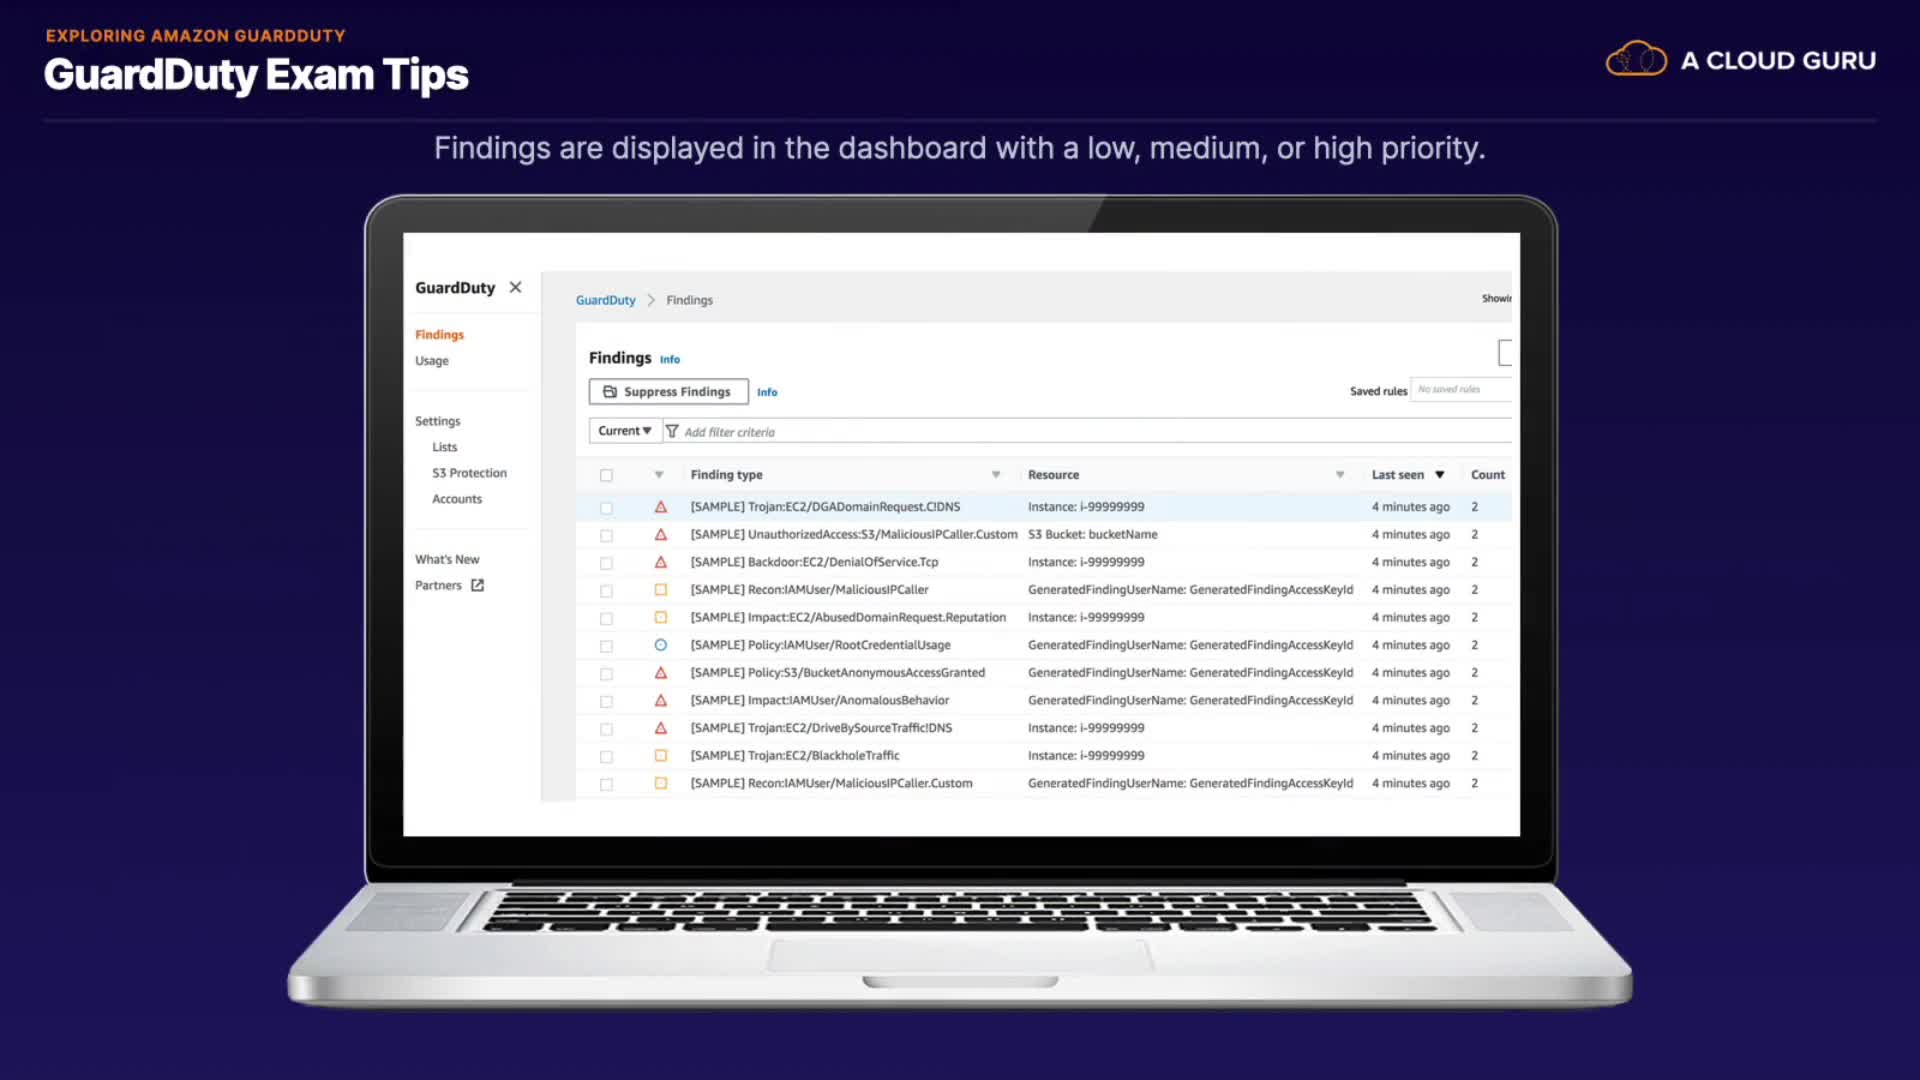 EXPLORING AMAZON GUARDDUTY
GuardDuty Exam Tips
A CLOUD GURU
Findings are displayed in the dashboard with a low, medium, or high priority.
GuardDuty
Findings
Usage
Settings
Lists
S3 Protection
Accounts
What's New
Partners
GuardDuty > Findings
Showin
Findings Info
Suppress Findings Info
Saved rules No saved rules
Current Add filter criteria
Finding type Resource Last seen Count
[SAMPLE] Trojan:EC2/DGADomainRequest.C!DNS Instance: i-99999999 4 minutes ago 2
[SAMPLE] UnauthorizedAccess:S3/MaliciousIPCaller.Custom S3 Bucket: bucketName 4 minutes ago 2
[SAMPLE] Backdoor:EC2/DenialOfService.Tcp Instance: i-99999999 4 minutes ago 2
[SAMPLE] Recon:IAMUser/MaliciousIPCaller GeneratedFindingUserName: GeneratedFindingAccessKeyId 4 minutes ago 2
[SAMPLE] Impact:EC2/AbusedDomainRequest.Reputation Instance: i-99999999 4 minutes ago 2
[SAMPLE] Policy:IAMUser/RootCredentialUsage GeneratedFindingUserName: GeneratedFindingAccessKeyId 4 minutes ago 2
[SAMPLE] Policy:S3/BucketAnonymousAccessGranted GeneratedFindingUserName: GeneratedFindingAccessKeyId 4 minutes ago 2
[SAMPLE] Impact:IAMUser/AnomalousBehavior GeneratedFindingUserName: GeneratedFindingAccessKeyId 4 minutes ago 2
[SAMPLE] Trojan:EC2/DriveBySourceTraffic!DNS Instance: i-99999999 4 minutes ago 2
[SAMPLE] Trojan:EC2/BlackholeTraffic Instance: i-99999999 4 minutes ago 2
[SAMPLE] Recon:IAMUser/MaliciousIPCaller.Custom GeneratedFindingUserName: GeneratedFindingAccessKeyId 4 minutes ago 2